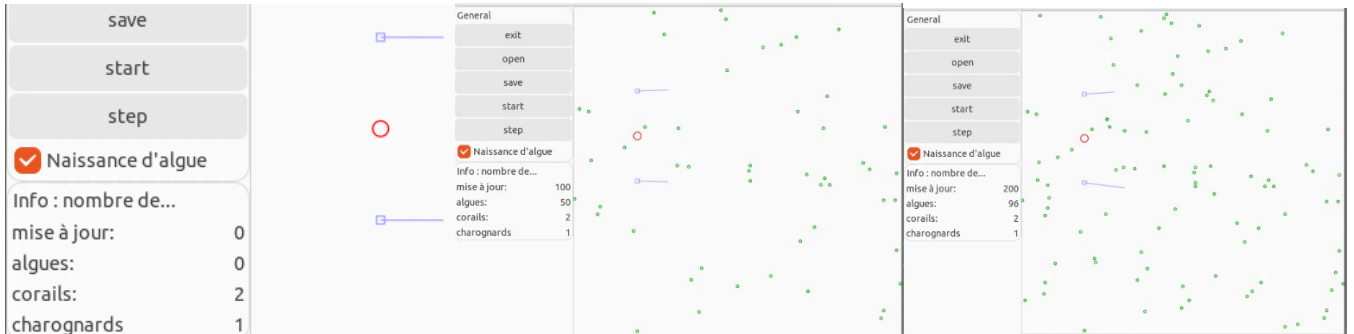 save
start
step
Naissance d'algue
Info : nombre de...
mise à jour: 0
algues: 0
corails: 2
charognards 1
General
exit
open
save
start
step
Naissance d'algue
Info : nombre de...
mise à jour: 100
algues: 50
corails: 2
charognards 1
General
exit
open
save
start
step
Naissance d'algue
Info : nombre de...
mise à jour: 200
algues: 96
corails: 2
charognards 1